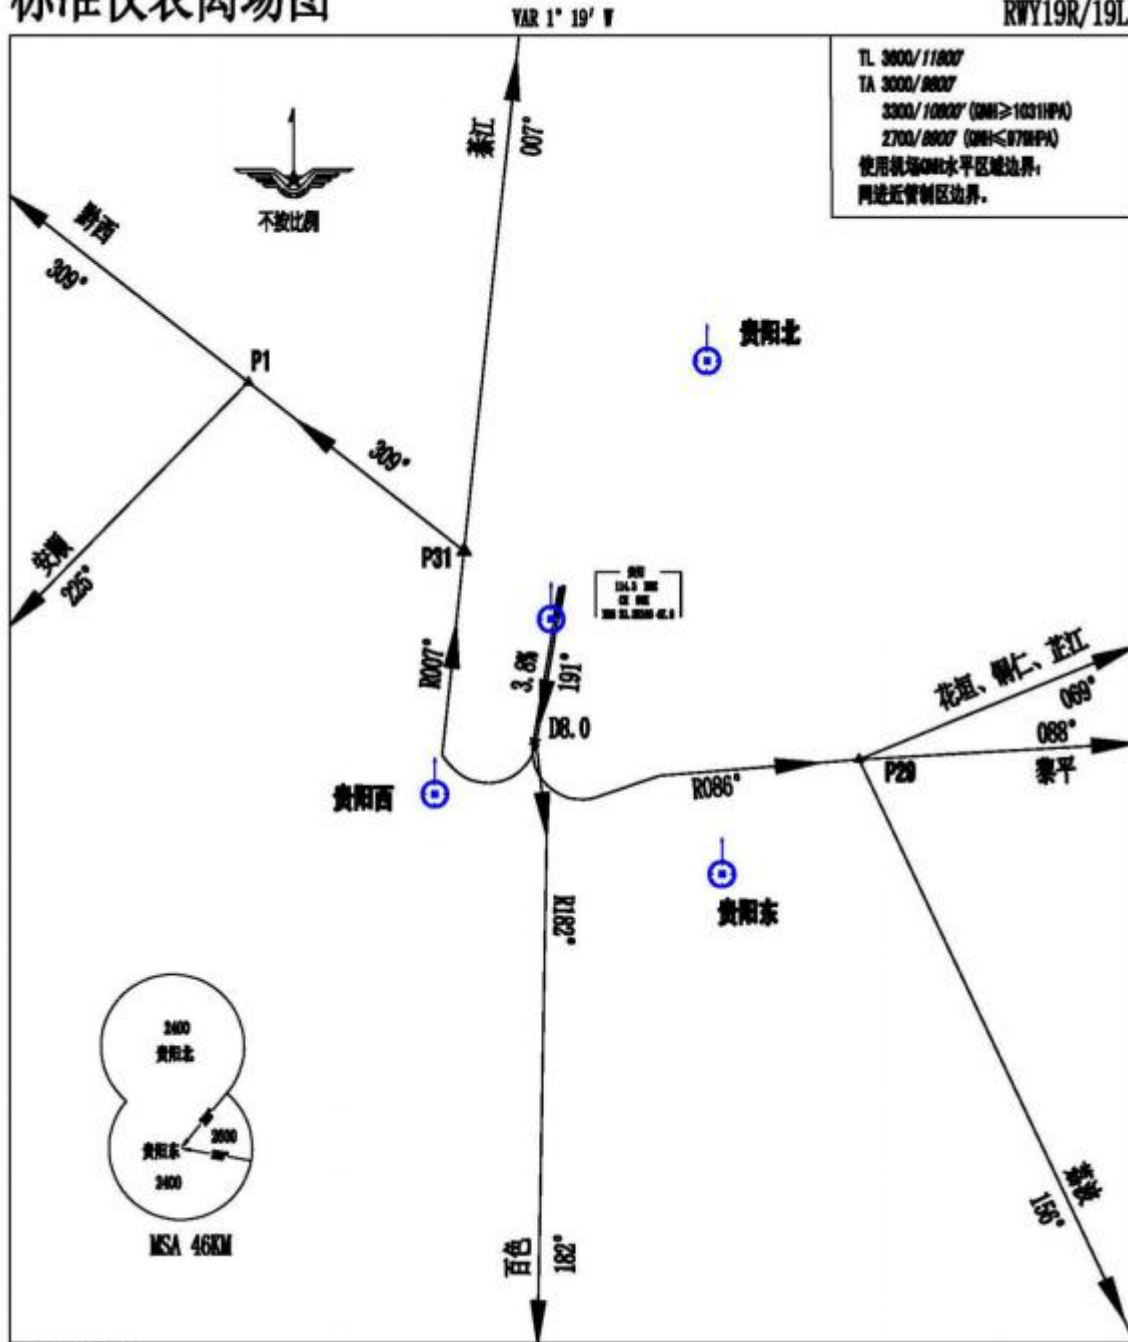 标准仪表离场图
VAR 1° 19′ W
RWY19R/19L
TL 3600/11800′
TA 3000/9800′
3300/10800′ (QNH≥1031HPA)
2700/8900′ (QNH≤979HPA)
使用机场QNH水平区域边界:
同进近管制区边界。
綦江
007°
不按比例
黔西
309°
贵阳北
P1
309°
安顺
225°
P31
R007°
3.8%
191°
D8.0
花垣、铜仁、芷江
069°
088°
黎平
P29
R086°
贵阳西
贵阳东
R182°
2400
贵阳北
贵阳东
2400
MSA 46KM
百色
182°
156°